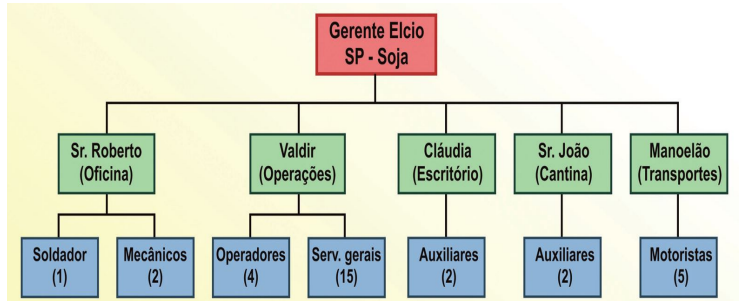 Gerente Elcio
SP - Soja
Sr. Roberto
(Oficina)
Valdir
(Operações)
Cláudia
(Escritório)
Sr. João
(Cantina)
Manoelão
(Transportes)
Soldador
(1)
Mecânicos
(2)
Operadores
(4)
Serv. gerais
(15)
Auxiliares
(2)
Auxiliares
(2)
Motoristas
(5)